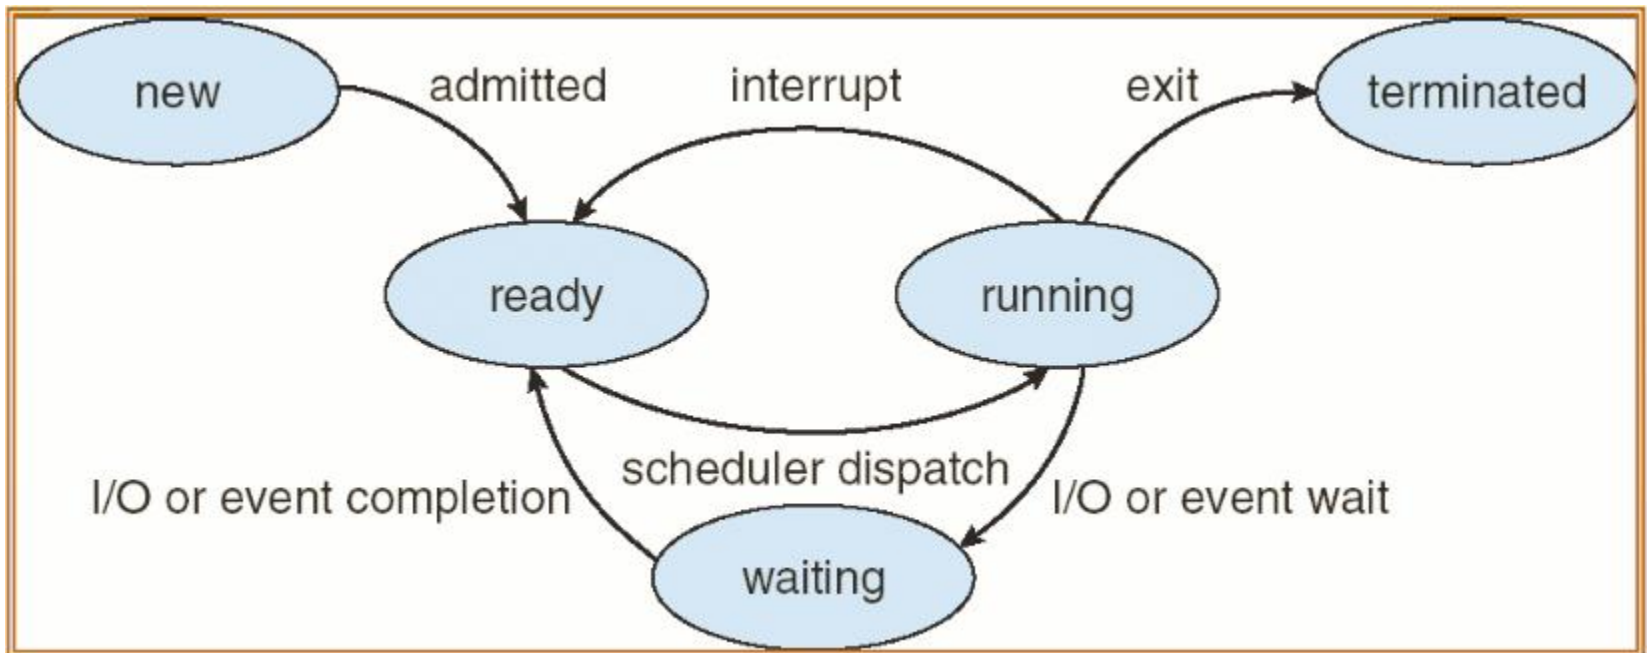 new
admitted
interrupt
exit
terminated
ready
running
scheduler dispatch
I/O or event completion
I/O or event wait
waiting